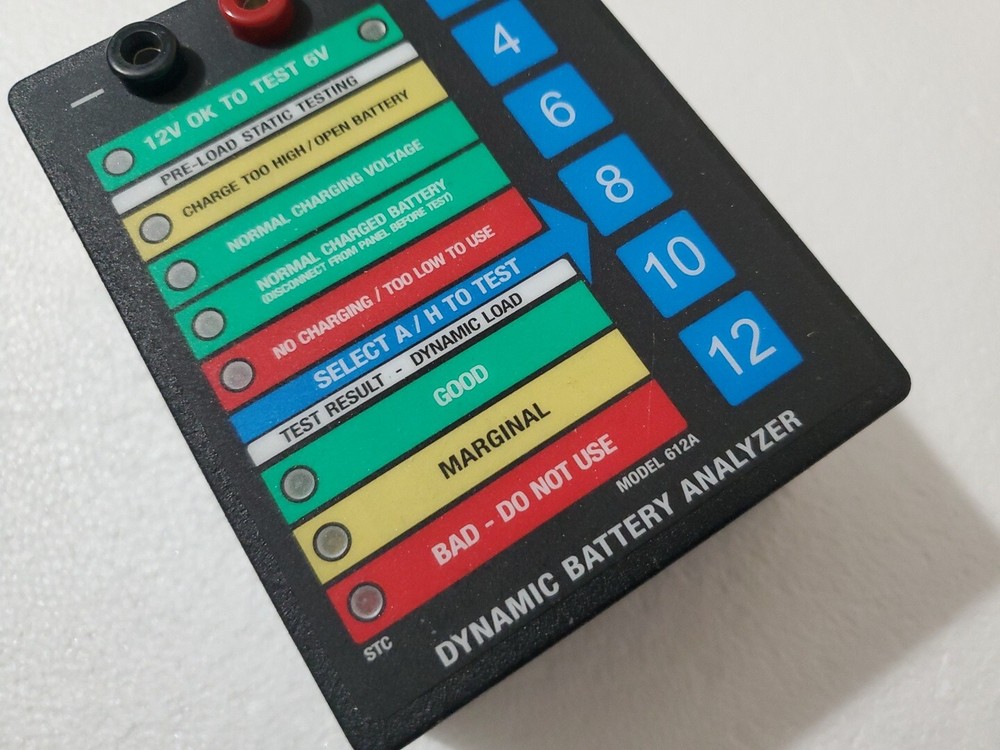 —
12V OK TO TEST 6V
PRE-LOAD STATIC TESTING
CHARGE TOO HIGH / OPEN BATTERY
NORMAL CHARGING VOLTAGE
NORMAL CHARGED BATTERY
(DISCONNECT FROM PANEL BEFORE TEST)
NO CHARGING / TOO LOW TO USE
SELECT A / H TO TEST
TEST RESULT - DYNAMIC LOAD
GOOD
MARGINAL
BAD - DO NOT USE
4
6
8
10
12
MODEL 612A
STC
DYNAMIC BATTERY ANALYZER